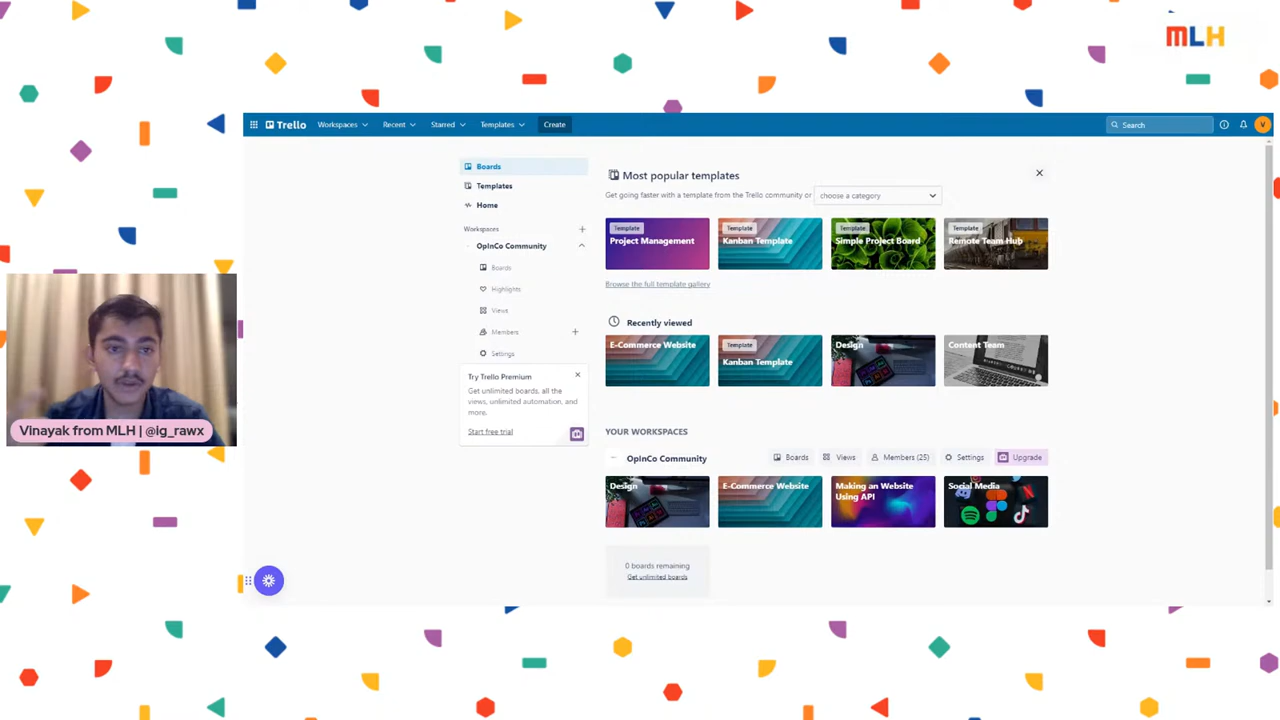 MLH
Trello
Workspaces
Recent
Starred
Templates
Create
Search
V
Boards
Templates
Home
Workspaces
OpInCo Community
Boards
Highlights
Views
Members
Settings
Try Trello Premium
Get unlimited boards, all the
views, unlimited automation, and
more.
Start free trial
Most popular templates
Get going faster with a template from the Trello community or
choose a category
Template
Project Management
Template
Kanban Template
Template
Simple Project Board
Template
Remote Team Hub
Browse the full template gallery
Recently viewed
E-Commerce Website
Template
Kanban Template
Design
Content Team
YOUR WORKSPACES
OpInCo Community
Boards
Views
Members (25)
Settings
Upgrade
Design
E-Commerce Website
Making an Website
Using API
Social Media
0 boards remaining
Get unlimited boards
Vinayak from MLH | @ig_rawx